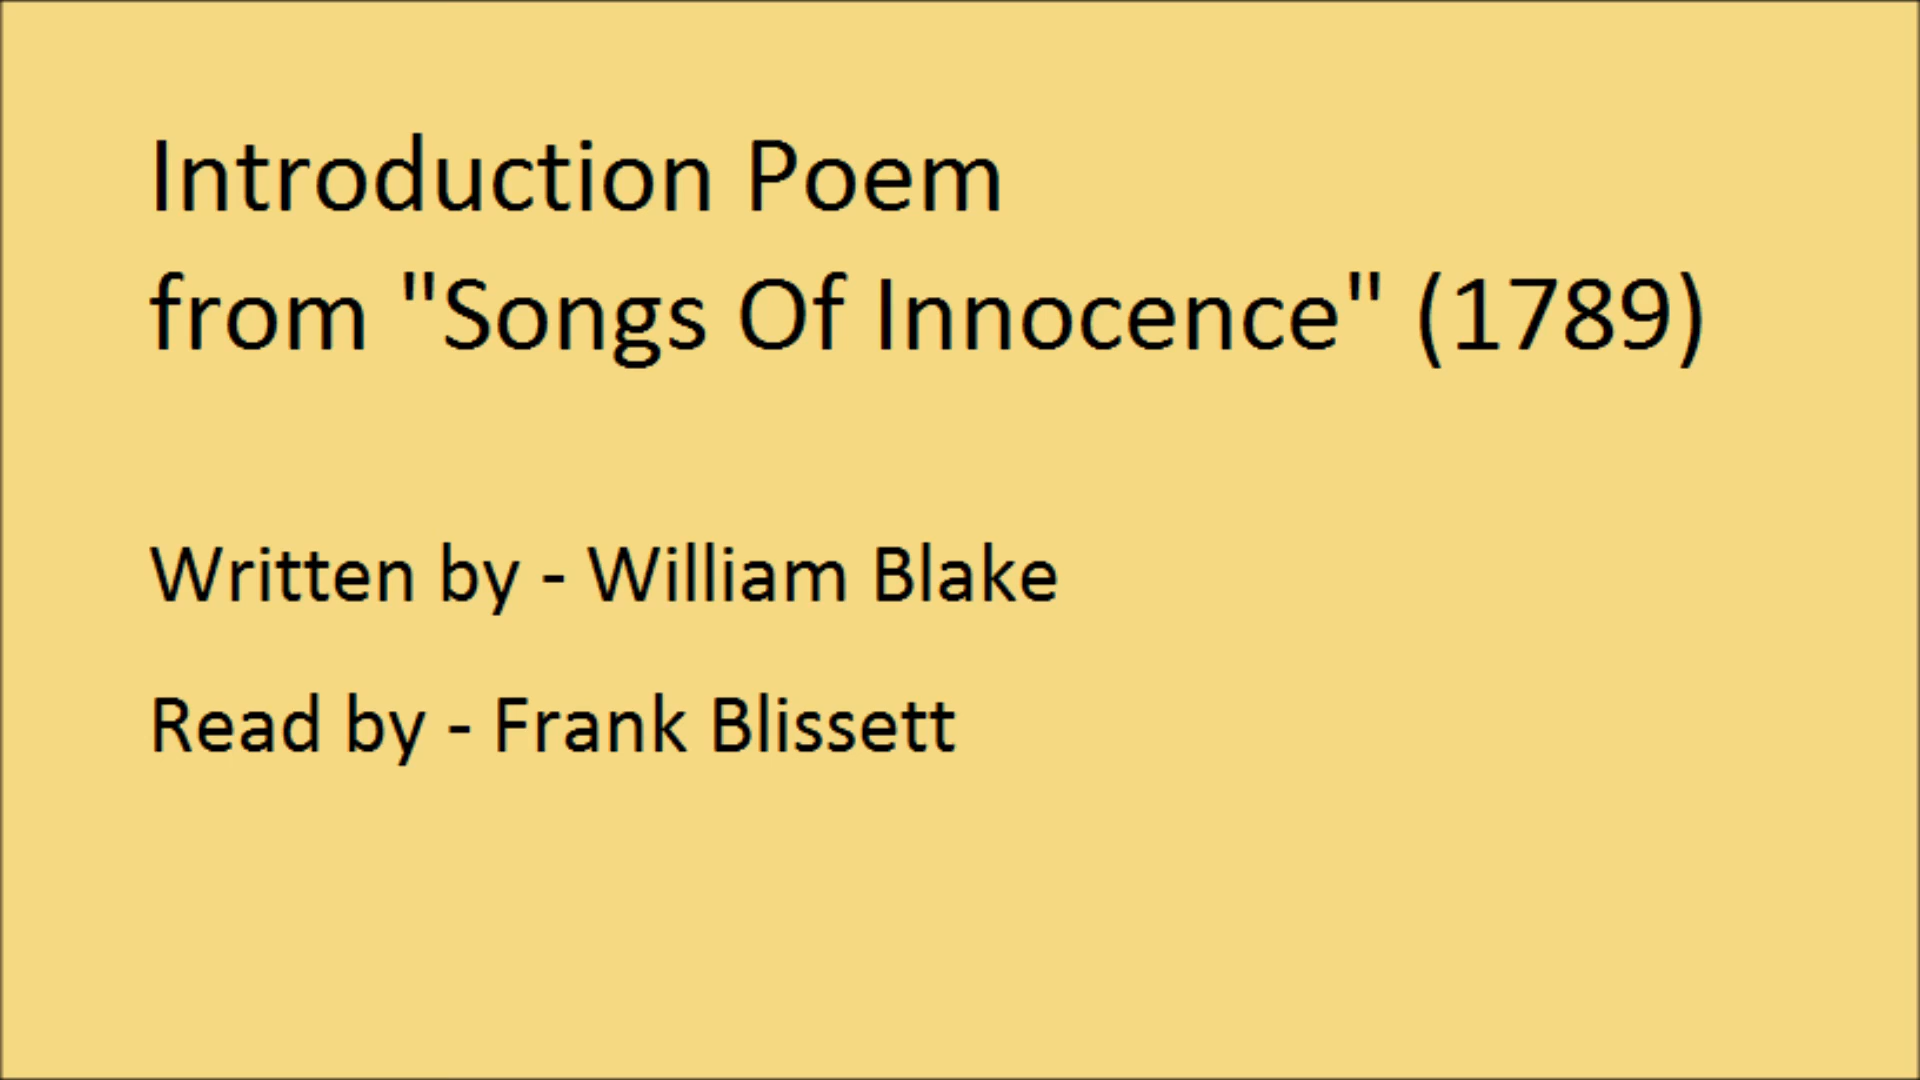 Introduction Poem
from "Songs Of Innocence" (1789)
Written by - William Blake
Read by - Frank Blissett